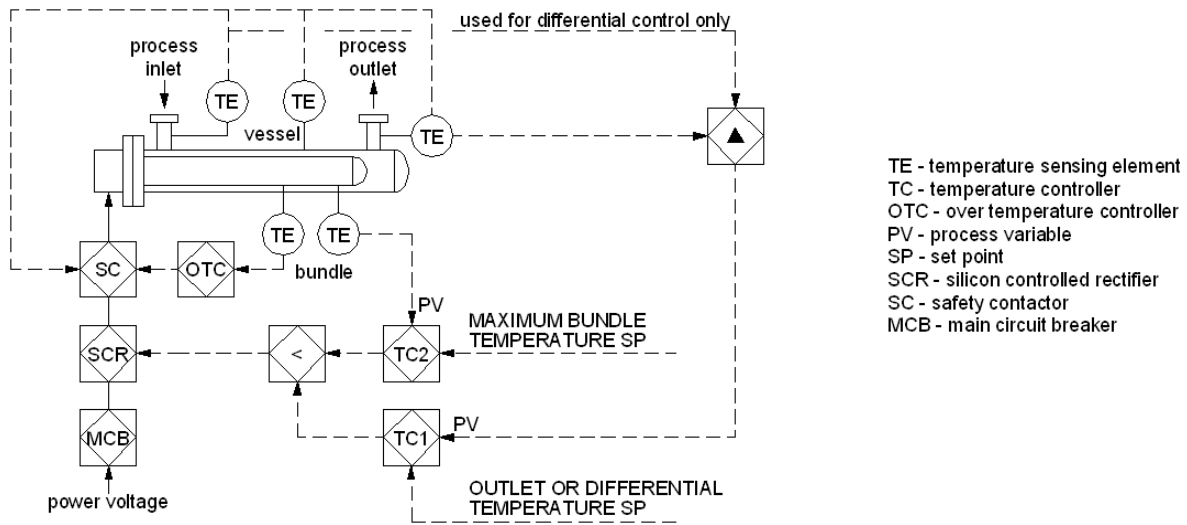 used for differential control only
process
inlet
process
outlet
TE
TE
TE
vessel
▲
TE
TE
bundle
SC
OTC
PV
MAXIMUM BUNDLE
TEMPERATURE SP
SCR
<
TC2
PV
MCB
TC1
power voltage
OUTLET OR DIFFERENTIAL
TEMPERATURE SP
TE - temperature sensing element
TC - temperature controller
OTC - over temperature controller
PV - process variable
SP - set point
SCR - silicon controlled rectifier
SC - safety contactor
MCB - main circuit breaker